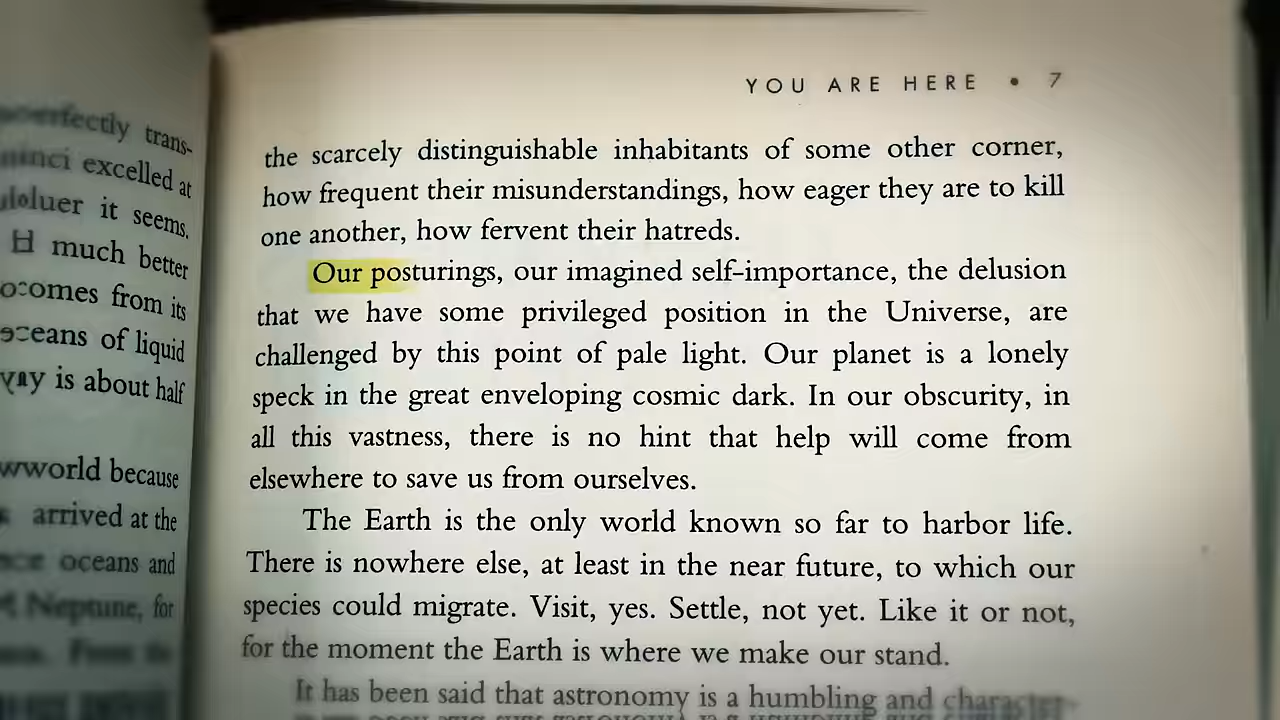 perfectly trans-
excelled at
it seems.
much better
comes from its
oceans of liquid
is about half
world because
arrived at the
oceans and
Neptune, for
YOU ARE HERE • 7
the scarcely distinguishable inhabitants of some other corner,
how frequent their misunderstandings, how eager they are to kill
one another, how fervent their hatreds.
Our posturings, our imagined self-importance, the delusion
that we have some privileged position in the Universe, are
challenged by this point of pale light. Our planet is a lonely
speck in the great enveloping cosmic dark. In our obscurity, in
all this vastness, there is no hint that help will come from
elsewhere to save us from ourselves.
The Earth is the only world known so far to harbor life.
There is nowhere else, at least in the near future, to which our
species could migrate. Visit, yes. Settle, not yet. Like it or not,
for the moment the Earth is where we make our stand.
It has been said that astronomy is a humbling and character-